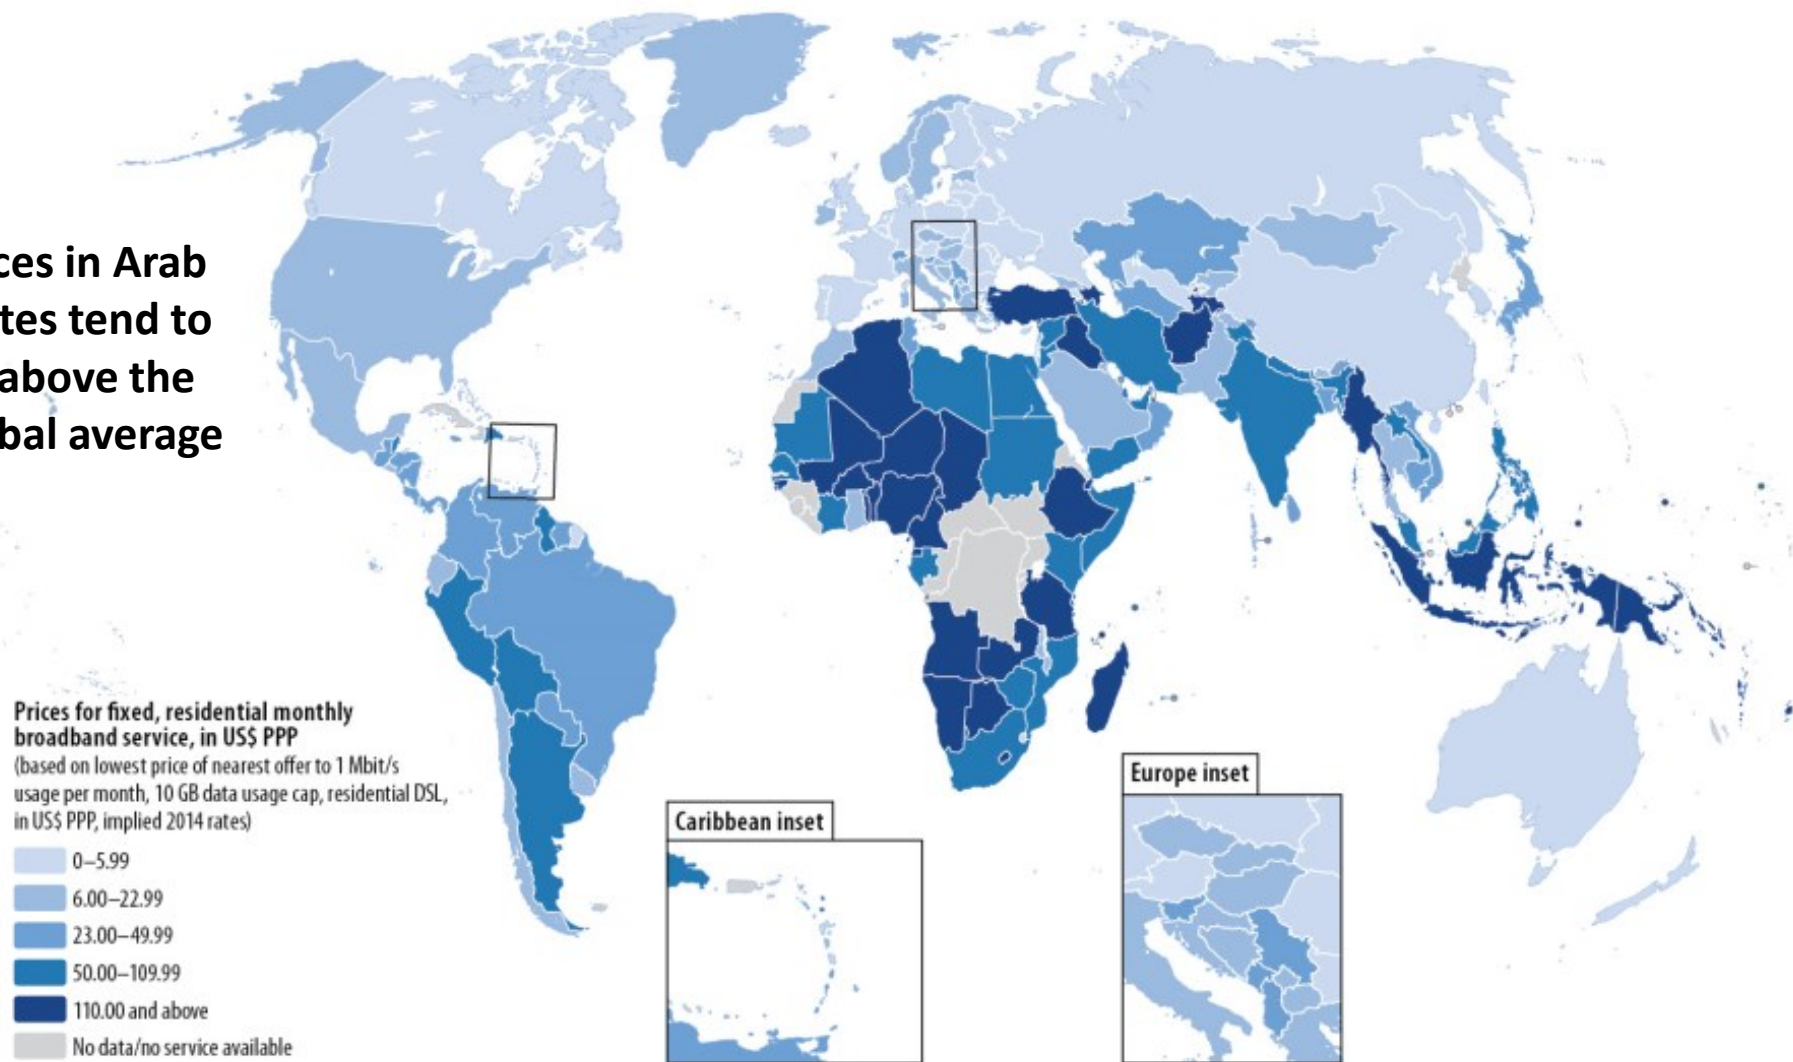 ces in Arab
tes tend to
above the
bal average
Prices for fixed, residential monthly
broadband service, in US$ PPP
(based on lowest price of nearest offer to 1 Mbit/s
usage per month, 10 GB data usage cap, residential DSL,
in US$ PPP, implied 2014 rates)
0–5.99
6.00–22.99
23.00–49.99
50.00–109.99
110.00 and above
No data/no service available
Caribbean inset
Europe inset